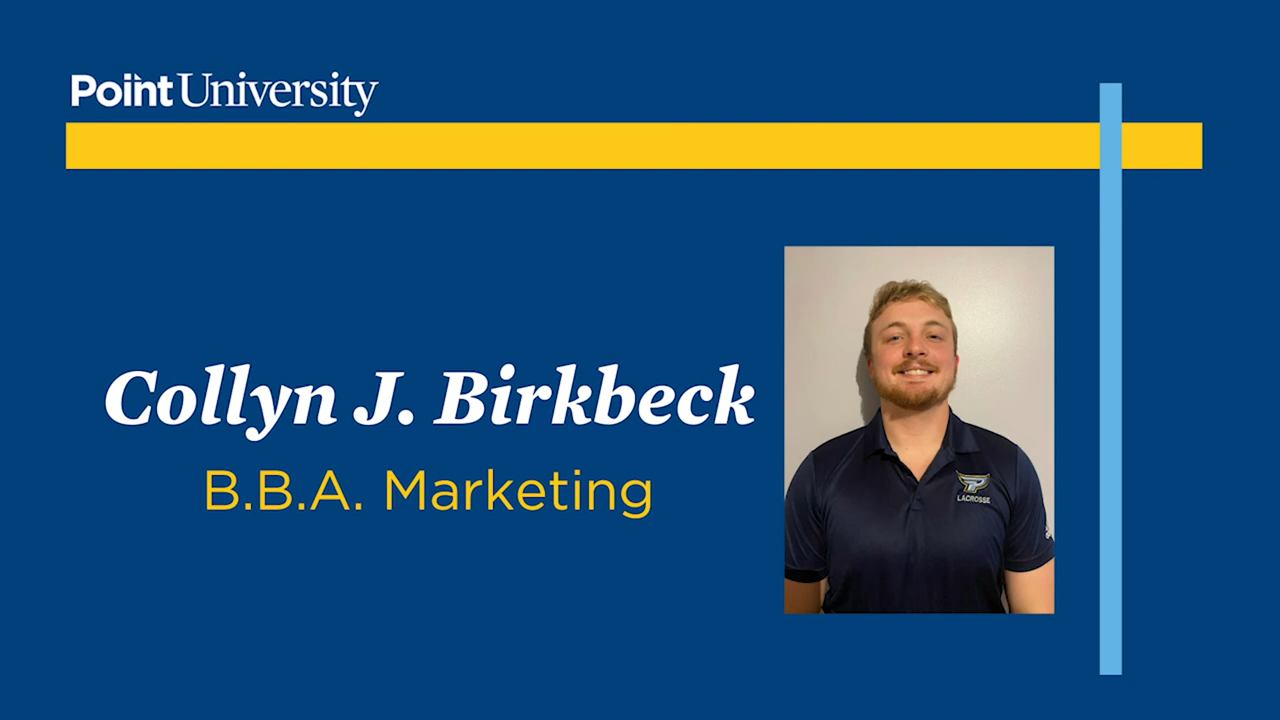 Point University
Collyn J. Birkbeck
B.B.A. Marketing
LACROSSE